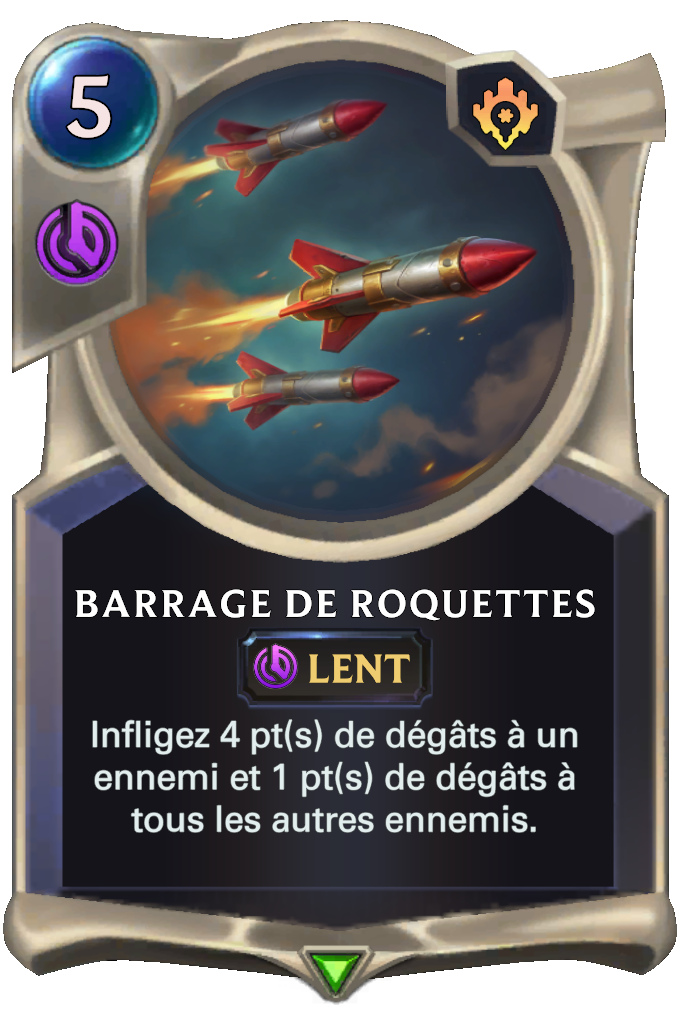 5
BARRAGE DE ROQUETTES
LENT
Infligez 4 pt(s) de dégâts à un
ennemi et 1 pt(s) de dégâts à
tous les autres ennemis.